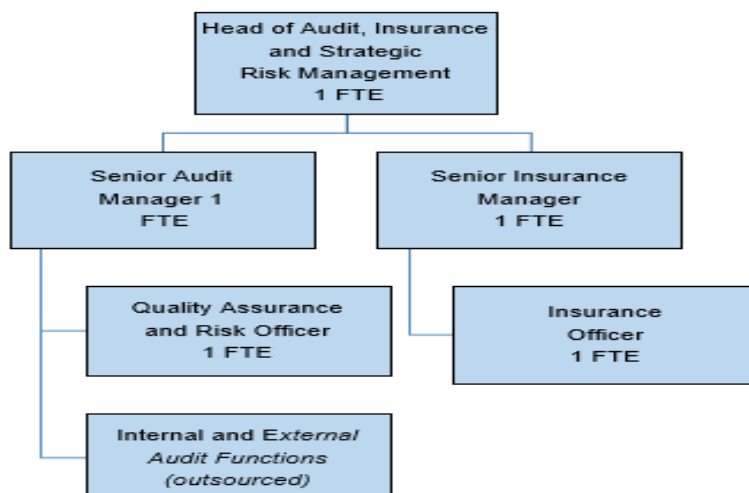 Head of Audit, Insurance
and Strategic
Risk Management
1 FTE
Senior Audit
Manager 1
FTE
Senior Insurance
Manager
1 FTE
Quality Assurance
and Risk Officer
1 FTE
Insurance
Officer
1 FTE
Internal and External
Audit Functions
(outsourced)